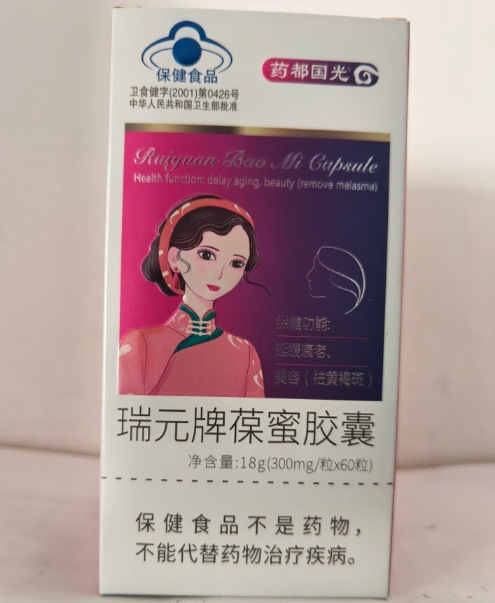 保健食品
卫食健字(2001)第0426号
中华人民共和国卫生部批准
药都国光
Ruiyuan Bao Mi Capsule
Health function: delay aging, beauty (remove melasma)
保健功能:
延缓衰老、
美容（祛黄褐斑）
瑞元牌葆蜜胶囊
净含量:18g(300mg/粒x60粒)
保健食品不是药物，
不能代替药物治疗疾病。